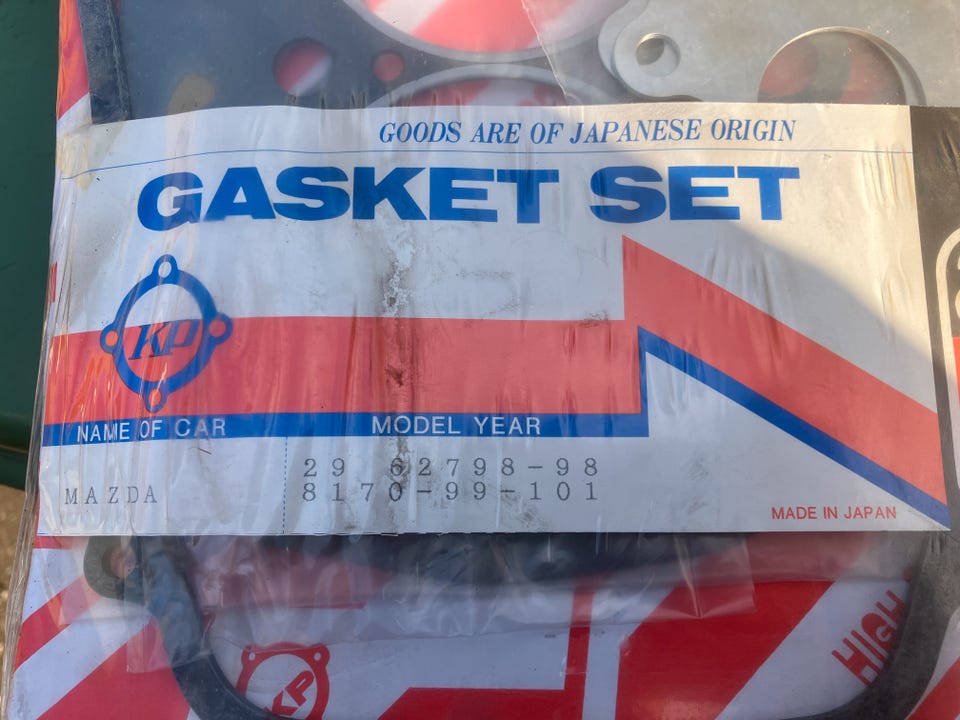 GOODS ARE OF JAPANESE ORIGIN
GASKET SET
KP
NAME OF CAR MODEL YEAR
29 62798-98
MAZDA 8170-99-101
MADE IN JAPAN
HIGH
KP